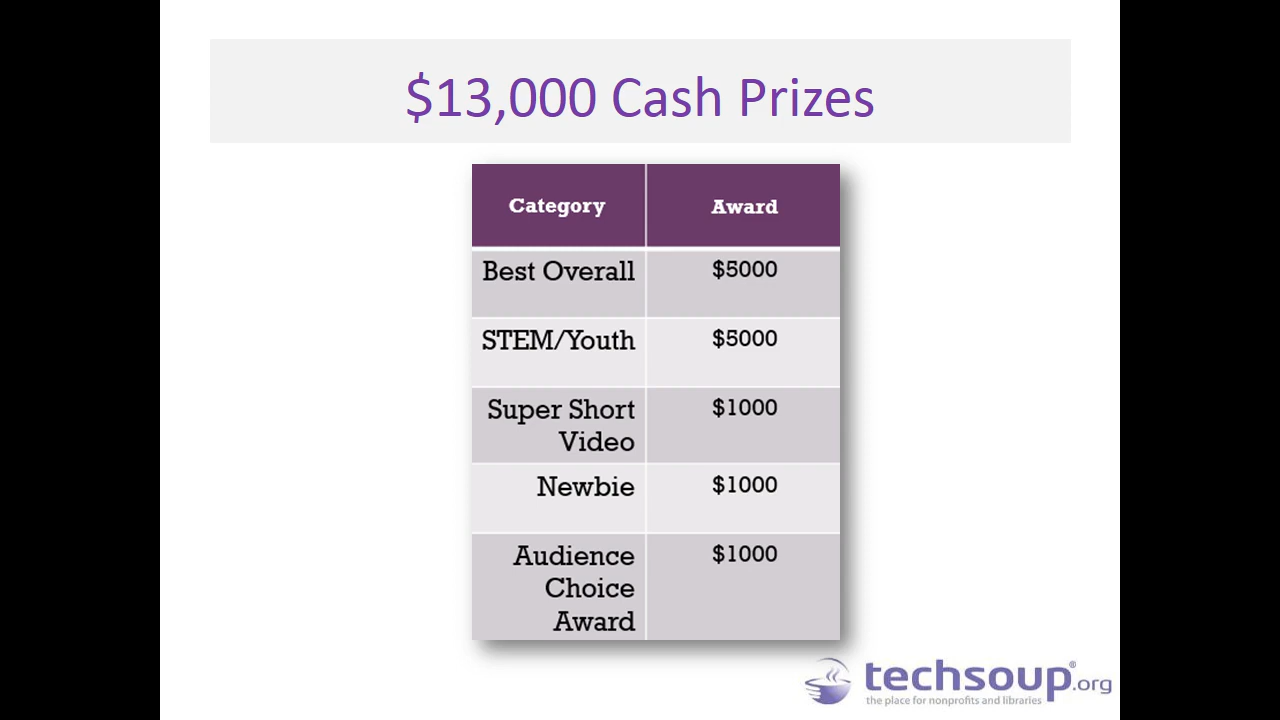 $13,000 Cash Prizes
Category Award
Best Overall $5000
STEM/Youth $5000
Super Short $1000
Video
Newbie $1000
Audience $1000
Choice
Award
techsoup®.org
the place for nonprofits and libraries